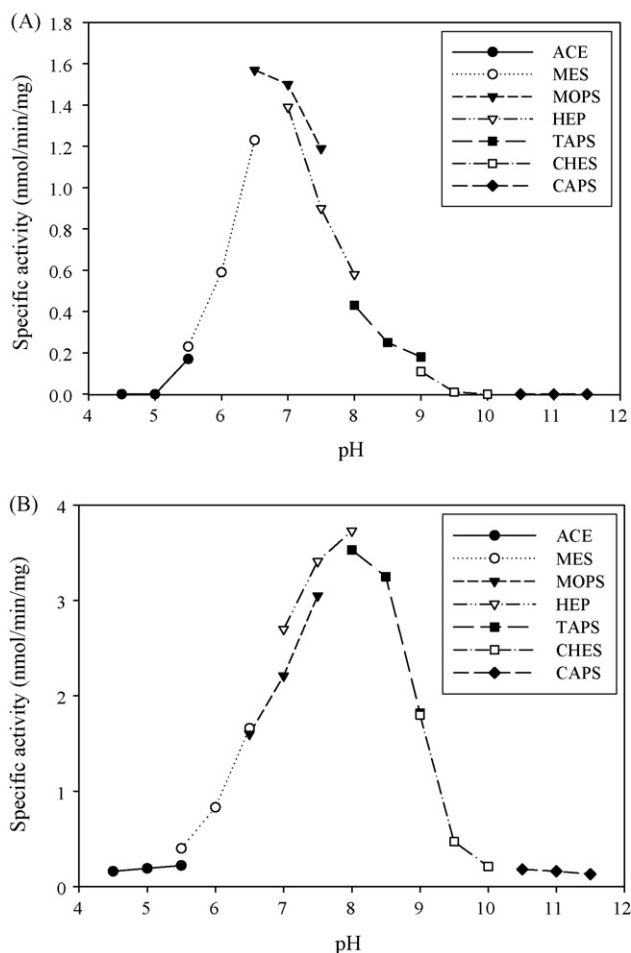 (A)
Specific activity (nmol/min/mg)
1.8
1.6
1.4
1.2
1.0
0.8
0.6
0.4
0.2
0.0
ACE
MES
MOPS
HEP
TAPS
CHES
CAPS
4 5 6 7 8 9 10 11 12
pH
(B)
Specific activity (nmol/min/mg)
4
3
2
1
0
ACE
MES
MOPS
HEP
TAPS
CHES
CAPS
4 5 6 7 8 9 10 11 12
pH